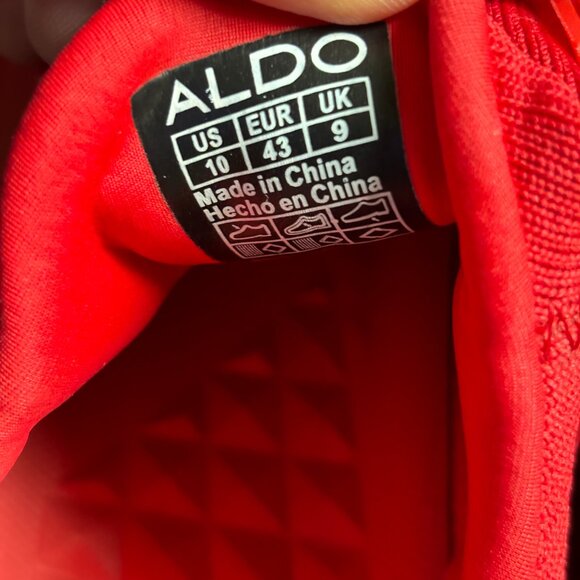 ALDO
US EUR UK
10 43 9
Made in China
Hecho en China